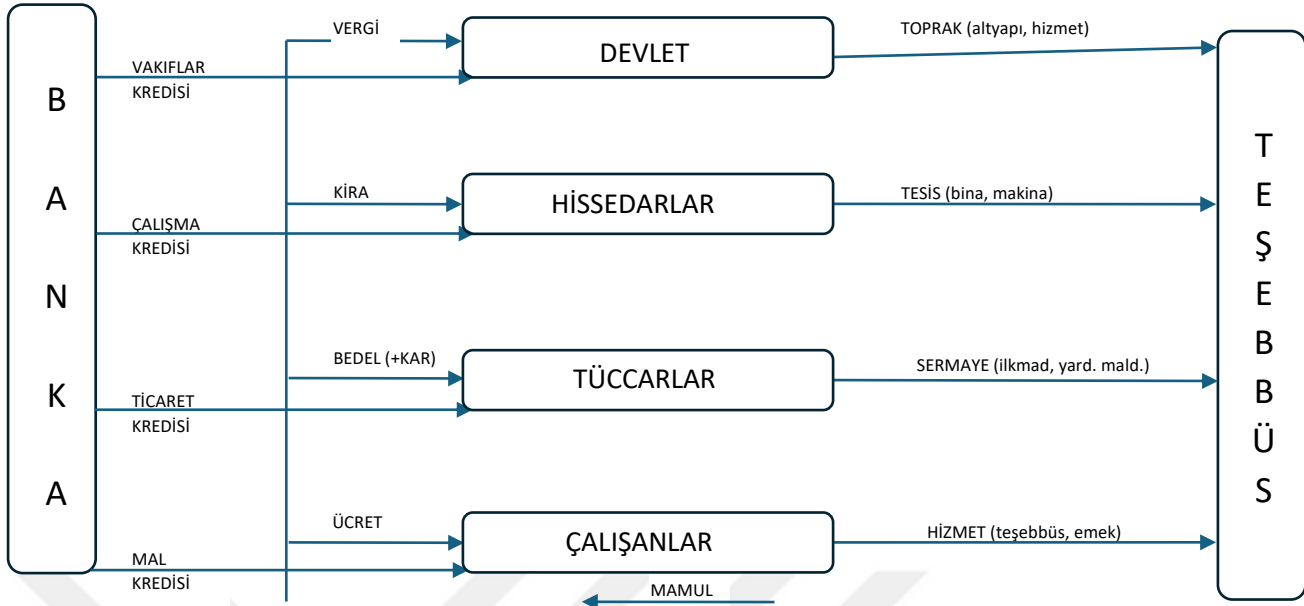 BANKA
VERGİ
DEVLET
TOPRAK (altyapı, hizmet)
TEŞEBBÜS
VAKIFLAR
KREDİSİ
KİRA
HİSSEDARLAR
TESİS (bina, makina)
ÇALIŞMA
KREDİSİ
BEDEL (+KAR)
TÜCCARLAR
SERMAYE (ilkmad, yard. mald.)
TİCARET
KREDİSİ
ÜCRET
ÇALIŞANLAR
HİZMET (teşebbüs, emek)
MAL
KREDİSİ
MAMUL